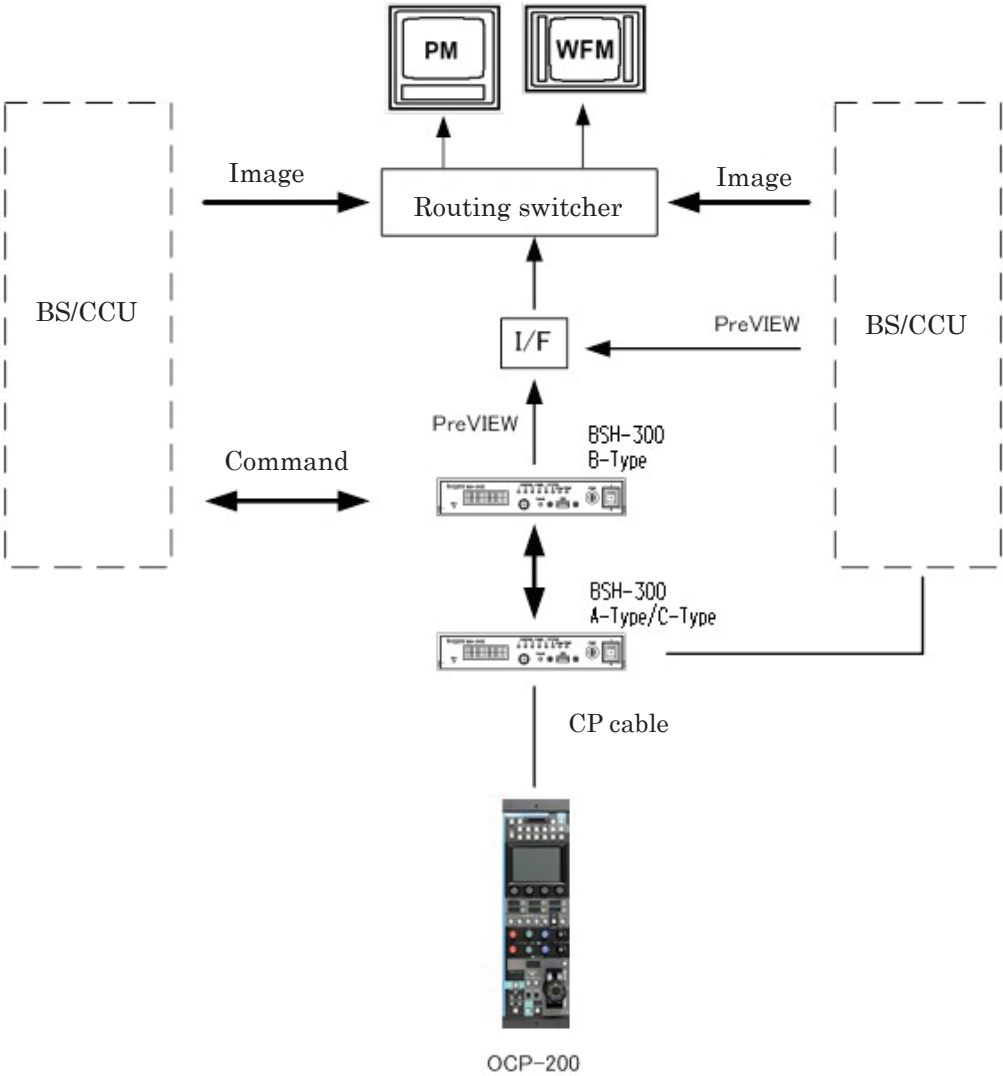 PM
WFM
Image
Image
Routing switcher
BS/CCU
BS/CCU
PreVIEW
I/F
PreVIEW
BSH-300
B-Type
Command
BSH-300
A-Type/C-Type
CP cable
OCP-200